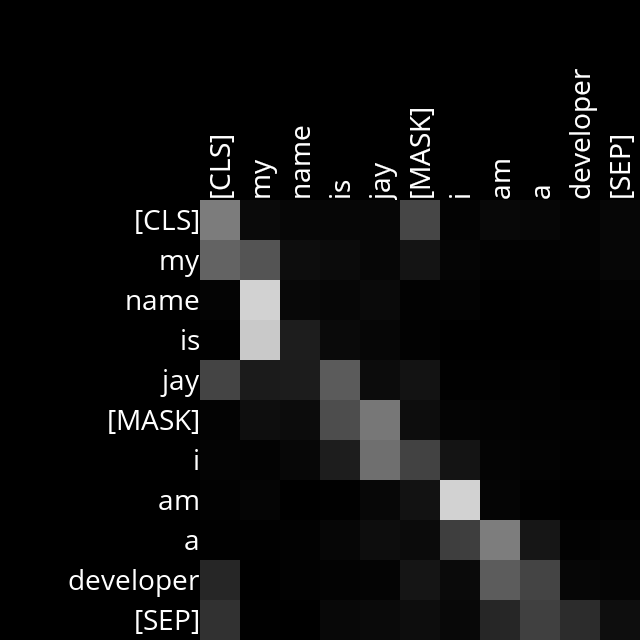 [CLS] my name is jay [MASK] i am a developer [SEP]
[CLS]
my
name
is
jay
[MASK]
i
am
a
developer
[SEP]